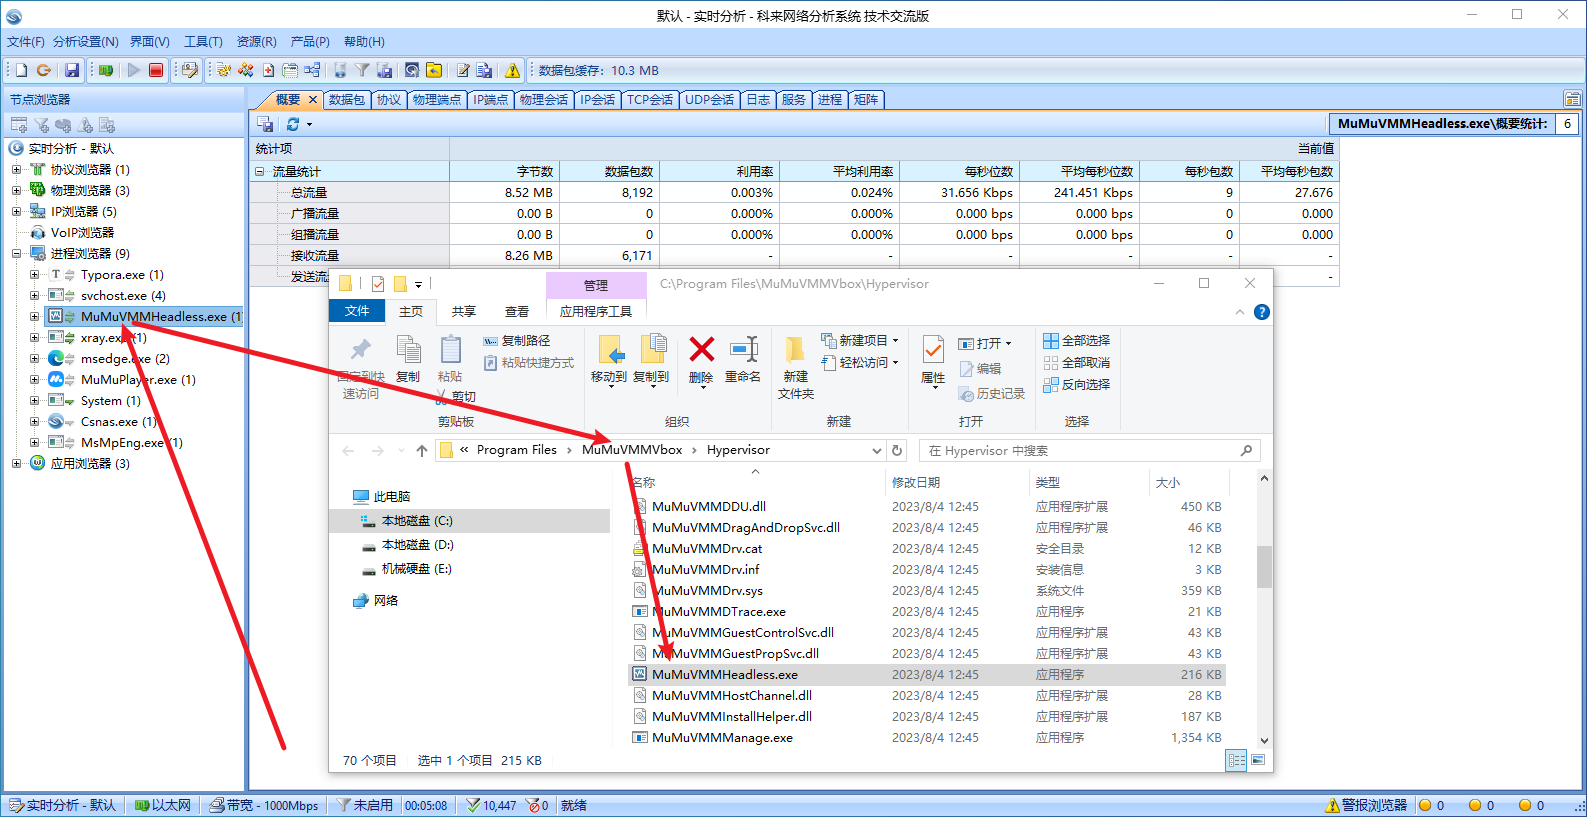 默认 - 实时分析 - 科来网络分析系统 技术交流版
文件(F) 分析设置(N) 界面(V) 工具(T) 资源(R) 产品(P) 帮助(H)
数据包缓存: 10.3 MB
节点浏览器
概要 数据包 协议 物理端点 IP端点 物理会话 IP会话 TCP会话 UDP会话 日志 服务 进程 矩阵
MuMuVMMHeadless.exe\概要统计: 6
实时分析 - 默认
协议浏览器 (1)
物理浏览器 (3)
IP浏览器 (5)
VoIP浏览器
进程浏览器 (9)
Typora.exe (1)
svchost.exe (4)
MuMuVMMHeadless.exe (1)
xray.exe (1)
msedge.exe (2)
MuMuPlayer.exe (1)
System (1)
Csnas.exe (1)
MsMpEng.exe (1)
应用浏览器 (3)
统计项 当前值
流量统计 字节数 数据包数 利用率 平均利用率 每秒位数 平均每秒位数 每秒包数 平均每秒包数
总流量 8.52 MB 8,192 0.003% 0.024% 31.656 Kbps 241.451 Kbps 9 27.676
广播流量 0.00 B 0 0.000% 0.000% 0.000 bps 0.000 bps 0 0.000
组播流量 0.00 B 0 0.000% 0.000% 0.000 bps 0.000 bps 0 0.000
接收流量 8.26 MB 6,171 - - - - - -
发送流 -
管理 C:\Program Files\MuMuVMMVbox\Hypervisor
文件 主页 共享 查看 应用程序工具
固定到快速访问
复制
粘贴
复制路径
粘贴快捷方式
剪切
剪贴板
移动到 复制到 删除 重命名
组织
新建文件夹
新建项目
轻松访问
新建
属性
打开
编辑
历史记录
打开
全部选择
全部取消
反向选择
选择
« Program Files › MuMuVMMVbox › Hypervisor
在 Hypervisor 中搜索
此电脑
本地磁盘 (C:)
本地磁盘 (D:)
机械硬盘 (E:)
网络
名称 修改日期 类型 大小
MuMuVMMDDU.dll 2023/8/4 12:45 应用程序扩展 450 KB
MuMuVMMDragAndDropSvc.dll 2023/8/4 12:45 应用程序扩展 46 KB
MuMuVMMDrv.cat 2023/8/4 12:45 安全目录 12 KB
MuMuVMMDrv.inf 2023/8/4 12:45 安装信息 3 KB
MuMuVMMDrv.sys 2023/8/4 12:45 系统文件 359 KB
MuMuVMMDTrace.exe 2023/8/4 12:45 应用程序 21 KB
MuMuVMMGuestControlSvc.dll 2023/8/4 12:45 应用程序扩展 43 KB
MuMuVMMGuestPropSvc.dll 2023/8/4 12:45 应用程序扩展 43 KB
MuMuVMMHeadless.exe 2023/8/4 12:45 应用程序 216 KB
MuMuVMMHostChannel.dll 2023/8/4 12:45 应用程序扩展 28 KB
MuMuVMMInstallHelper.dll 2023/8/4 12:45 应用程序扩展 187 KB
MuMuVMMManage.exe 2023/8/4 12:45 应用程序 1,354 KB
70 个项目 选中 1 个项目 215 KB
实时分析 - 默认 以太网 带宽 - 1000Mbps 未启用 00:05:08 10,447 0 就绪 警报浏览器 0 0 0